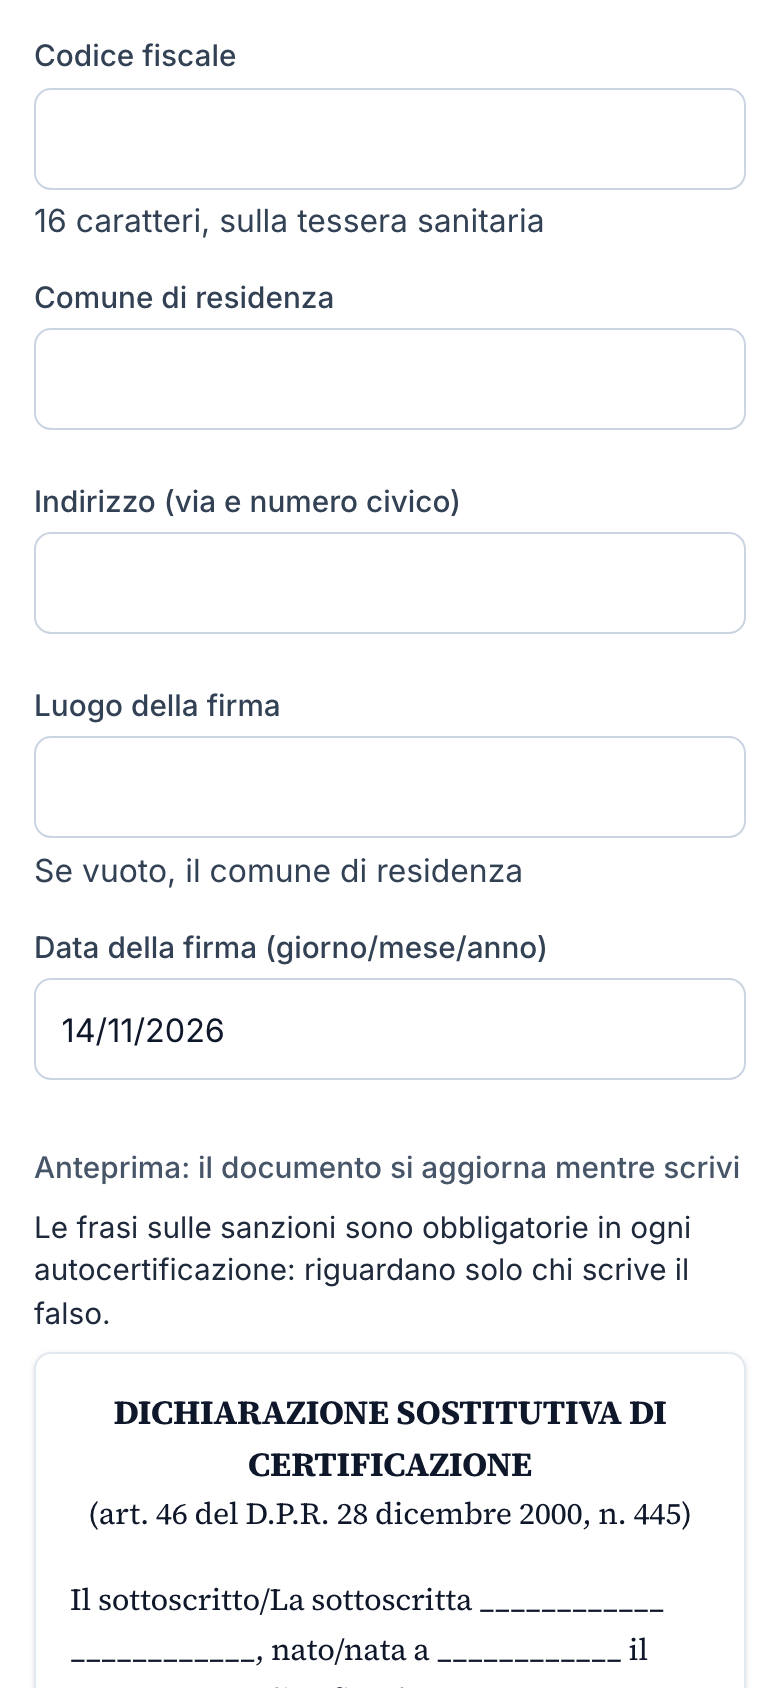 Codice fiscale
16 caratteri, sulla tessera sanitaria
Comune di residenza
Indirizzo (via e numero civico)
Luogo della firma
Se vuoto, il comune di residenza
Data della firma (giorno/mese/anno)
14/11/2026
Anteprima: il documento si aggiorna mentre scrivi
Le frasi sulle sanzioni sono obbligatorie in ogni
autocertificazione: riguardano solo chi scrive il
falso.
DICHIARAZIONE SOSTITUTIVA DI
CERTIFICAZIONE
(art. 46 del D.P.R. 28 dicembre 2000, n. 445)
Il sottoscritto/La sottoscritta ____________
____________, nato/nata a ____________ il